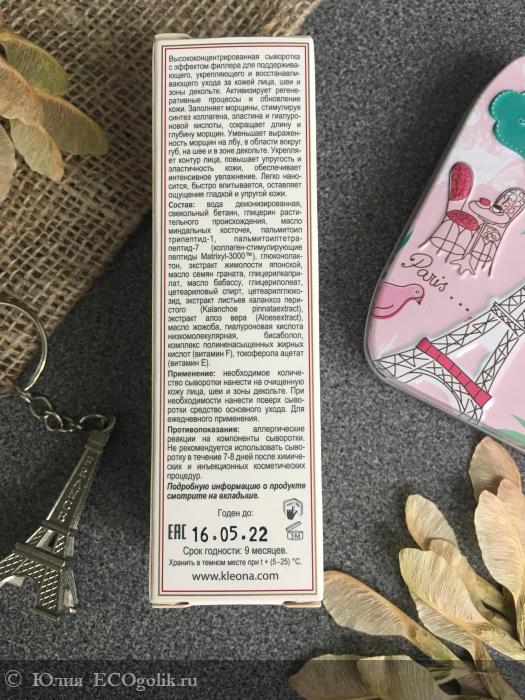 Высококонцентрированная сыворотка
с эффектом филлера для поддерживаю-
ющего, укрепляющего и восстанавли-
вающего ухода за кожей лица, шеи и
зоны декольте. Активизирует регене-
ративные процессы и обновление
кожи. Заполняет морщины, стимулируя
синтез коллагена, эластина и гиалуро-
новой кислоты, сокращает длину и
глубину морщин. Уменьшает выражен-
ность морщин на лбу, в области вокруг
губ, на шее и в зоне декольте. Укрепля-
ет контур лица, повышает упругость и
эластичность кожи, обеспечивает
интенсивное увлажнение. Легко нано-
сится, быстро впитывается, оставляет
ощущение гладкой и упругой кожи.
Состав: вода деионизированная,
свекольный бетаин, глицерин расти-
тельного происхождения, масло
миндальных косточек, пальмитоил
трипептид-1, пальмитоилтетра-
пептид-7 (коллаген-стимулирующие
пептиды Matrixyl-3000™), глюконолак-
тон, экстракт жимолости японской,
масло семян граната, глицерилкапри-
лат, масло бабассу, глицерилолеат,
цетеариловый спирт, цетеарилглюко-
зид, экстракт листьев каланхоэ пери-
стого (Kalanchoe pinnataextract),
экстракт алоэ вера (Aloesextract),
масло жожоба, гиалуроновая кислота
низкомолекулярная, бисаболол,
комплекс полиненасыщенных жирных
кислот (витамин F), токоферола ацетат
(витамин Е).
Применение: необходимое количе-
ство сыворотки нанести на очищенную
кожу лица, шеи и зоны декольте. При
необходимости нанести поверх сыво-
ротки средство основного ухода. Для
ежедневного применения.
Противопоказания: аллергические
реакции на компоненты сыворотки.
Не рекомендуется использовать сыво-
ротку в течение 7-8 дней после химиче-
ских и инъекционных косметических
процедур.
Подробную информацию о продукте
смотрите на вкладыше.
Годен до:
EAC 16.05.22
3М
Срок годности: 9 месяцев.
Хранить в темном месте при t + (5-25) °С.
www.kleona.com
Paris ...
© Юлия ECOgolik.ru